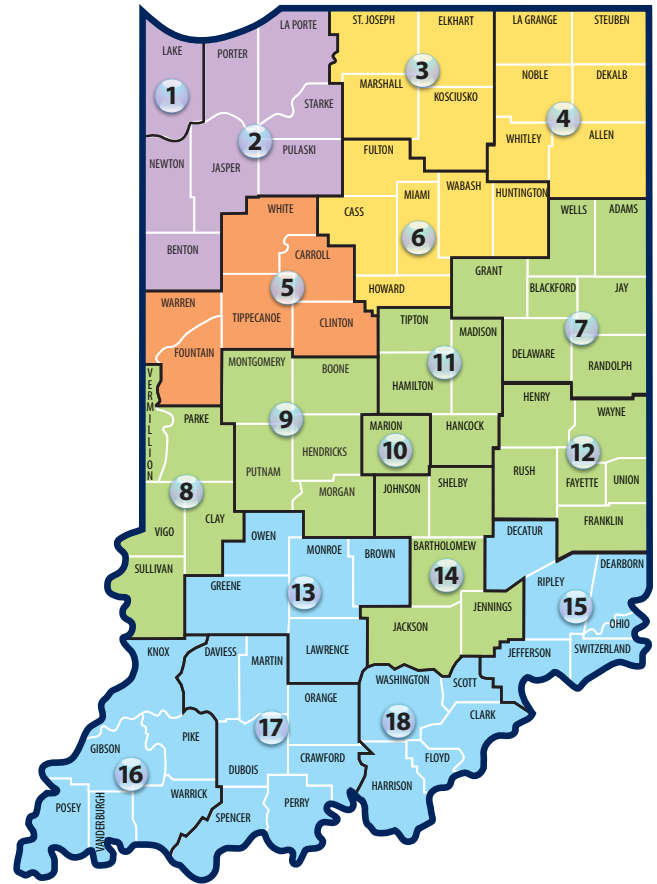 LA PORTE
ST. JOSEPH
ELKHART
LA GRANGE
STEUBEN
LAKE
PORTER
3
NOBLE
DEKALB
1
MARSHALL
KOSCIUSKO
STARKE
4
2
PULASKI
WHITLEY
ALLEN
NEWTON
JASPER
FULTON
MIAMI
WABASH
HUNTINGTON
WHITE
CASS
WELLS
ADAMS
BENTON
CARROLL
6
GRANT
5
HOWARD
BLACKFORD
JAY
WARREN
TIPPECANOE
CLINTON
TIPTON
MADISON
7
FOUNTAIN
MONTGOMERY
BOONE
11
DELAWARE
RANDOLPH
VERMILLION
HAMILTON
PARKE
9
MARION
HANCOCK
HENRY
WAYNE
10
HENDRICKS
12
PUTNAM
RUSH
FAYETTE
UNION
8
MORGAN
JOHNSON
SHELBY
CLAY
FRANKLIN
VIGO
OWEN
DECATUR
MONROE
BROWN
BARTHOLOMEW
SULLIVAN
14
DEARBORN
GREENE
13
RIPLEY
15
JENNINGS
OHIO
JACKSON
KNOX
DAVIESS
MARTIN
LAWRENCE
JEFFERSON
SWITZERLAND
WASHINGTON
SCOTT
ORANGE
CLARK
PIKE
17
18
GIBSON
CRAWFORD
FLOYD
16
DUBOIS
HARRISON
WARRICK
POSEY
VANDERBURGH
SPENCER
PERRY